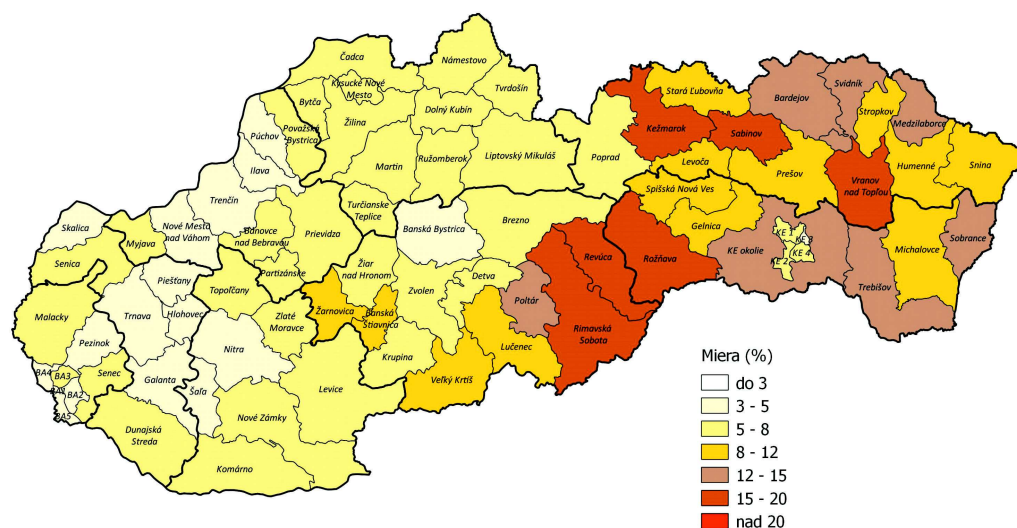 Čadca
Námestovo
Kysucké Nové
Mesto
Tvrdošín
Bytča
Dolný Kubín
Žilina
Považská
Bystrica
Púchov
Ilava
Martin
Ružomberok
Liptovský Mikuláš
Poprad
Stará Ľubovňa
Kežmarok
Sabinov
Bardejov
Svidník
Stropkov
Medzilaborce
Levoča
Prešov
Vranov
nad Topľou
Humenné
Snina
Trenčín
Turčianske
Teplice
Spišská Nová Ves
Gelnica
Skalica
Myjava
Nové Mesto
nad Váhom
Bánovce
nad Bebravou
Prievidza
Banská Bystrica
Brezno
KE okolie
KE 1
KE 3
KE 2
KE 4
Michalovce
Sobrance
Senica
Piešťany
Partizánske
Žiar
nad Hronom
Revúca
Rožňava
Topoľčany
Detva
Zvolen
Trebišov
Malacky
Trnava
Hlohovec
Zlaté
Moravce
Žarnovica
Banská
Štiavnica
Poltár
Rimavská
Sobota
Pezinok
Nitra
Krupina
Lučenec
BA4
BA3
Senec
Galanta
Šaľa
Levice
Veľký Krtíš
BA2
BA5
Nové Zámky
Dunajská
Streda
Komárno
Miera (%)
do 3
3 - 5
5 - 8
8 - 12
12 - 15
15 - 20
nad 20